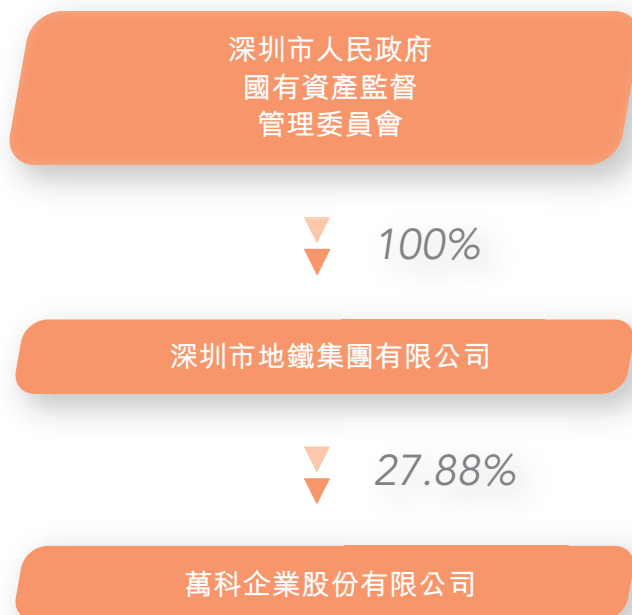 深圳市人民政府
國有資產監督
管理委員會
100%
深圳市地鐵集團有限公司
27.88%
萬科企業股份有限公司